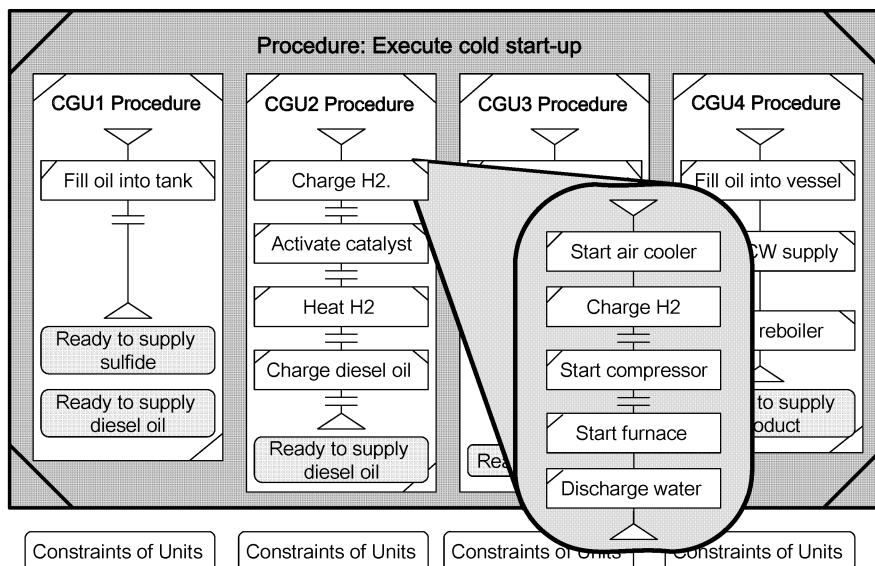 Procedure: Execute cold start-up
CGU1 Procedure
Fill oil into tank
Ready to supply
sulfide
Ready to supply
diesel oil
CGU2 Procedure
Charge H2.
Activate catalyst
Heat H2
Charge diesel oil
Ready to supply
diesel oil
CGU3 Procedure
Start air cooler
Charge H2
Start compressor
Start furnace
Discharge water
CGU4 Procedure
Fill oil into vessel
CW supply
reboiler
to supply
Constraints of Units
Constraints of Units
Constraints of Units
Constraints of Units